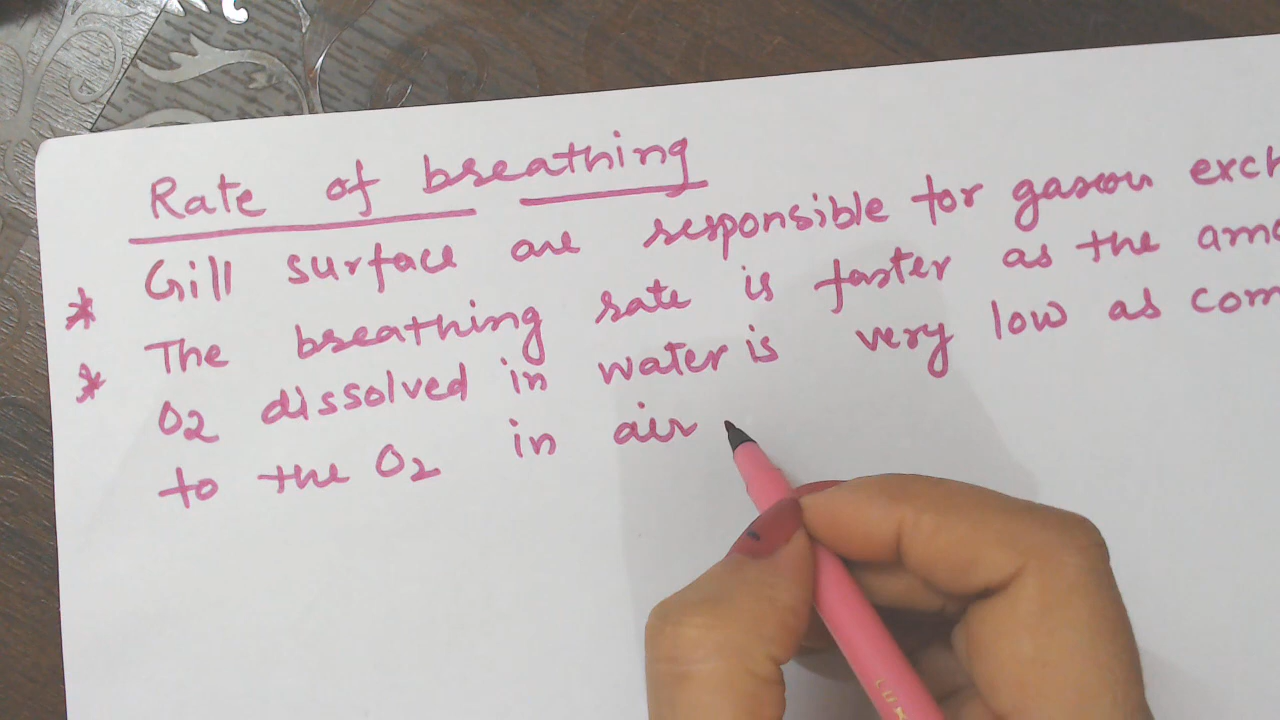 Rate of breathing
* Gill surface are responsible for gaseou exch
* The breathing rate is faster as the amo
O2 dissolved in water is very low as com
to the O2 in air
LUX